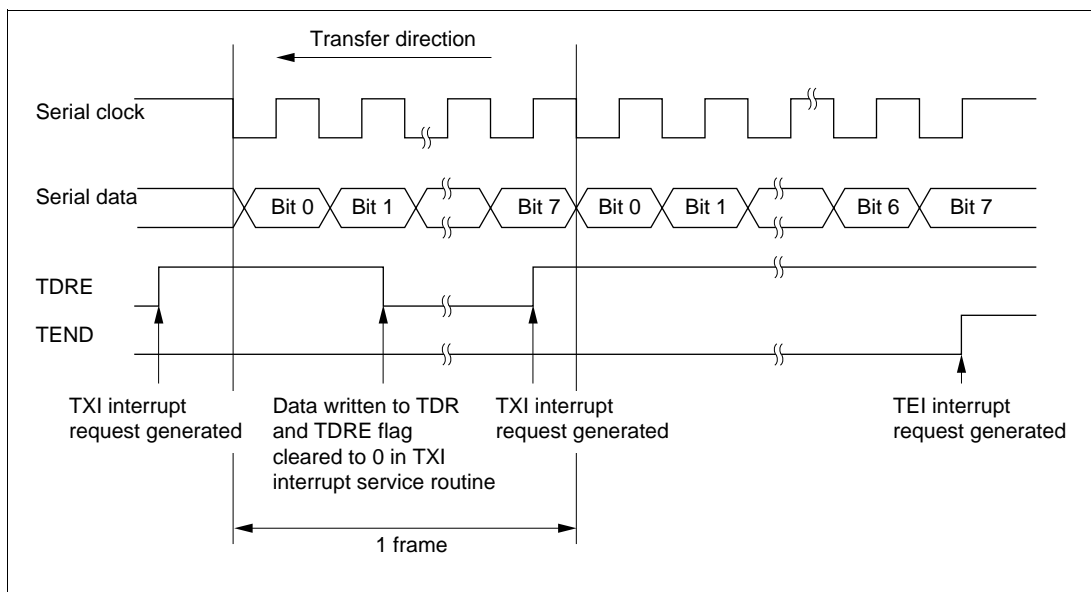 Transfer direction
Serial clock
Serial data
Bit 0 Bit 1 Bit 7 Bit 0 Bit 1 Bit 6 Bit 7
TDRE
TEND
TXI interrupt
request generated
Data written to TDR
and TDRE flag
cleared to 0 in TXI
interrupt service routine
TXI interrupt
request generated
TEI interrupt
request generated
1 frame